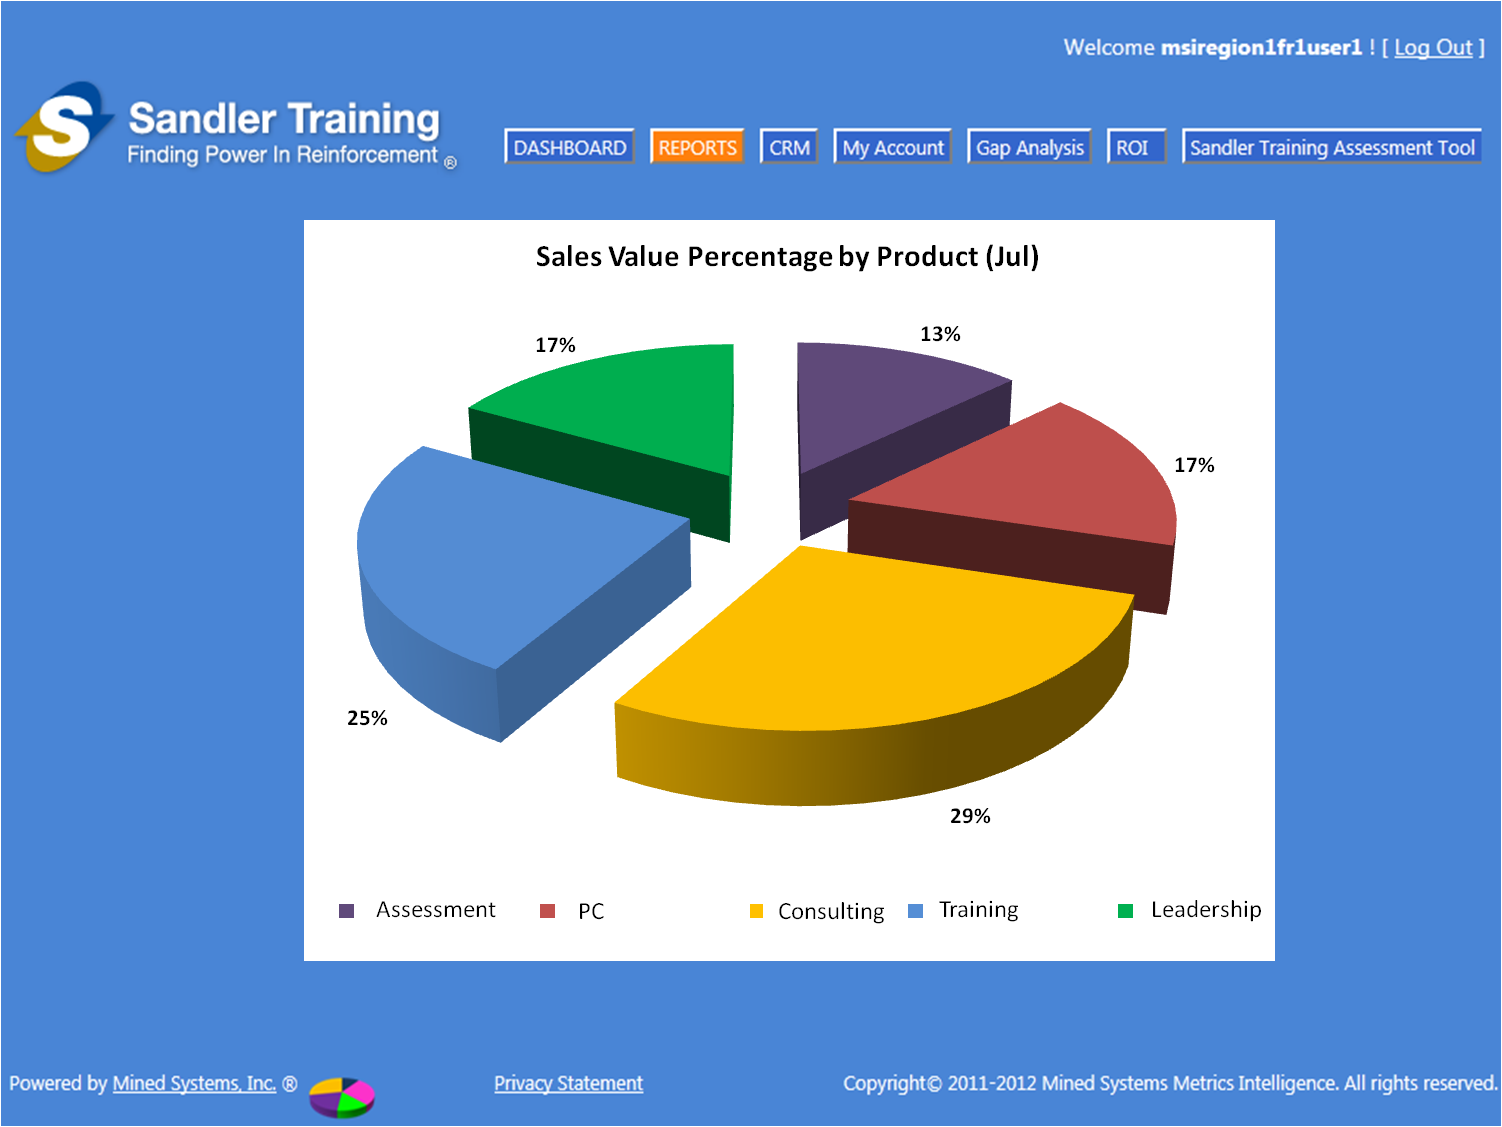 Welcome msiregion1fr1user1 ! [ Log Out ]
S
Sandler Training
Finding Power In Reinforcement ®
DASHBOARD REPORTS CRM My Account Gap Analysis ROI Sandler Training Assessment Tool
Sales Value Percentage by Product (Jul)
13%
17%
17%
25%
29%
Assessment PC Consulting Training Leadership
Powered by Mined Systems, Inc. ® Privacy Statement Copyright© 2011-2012 Mined Systems Metrics Intelligence. All rights reserved.